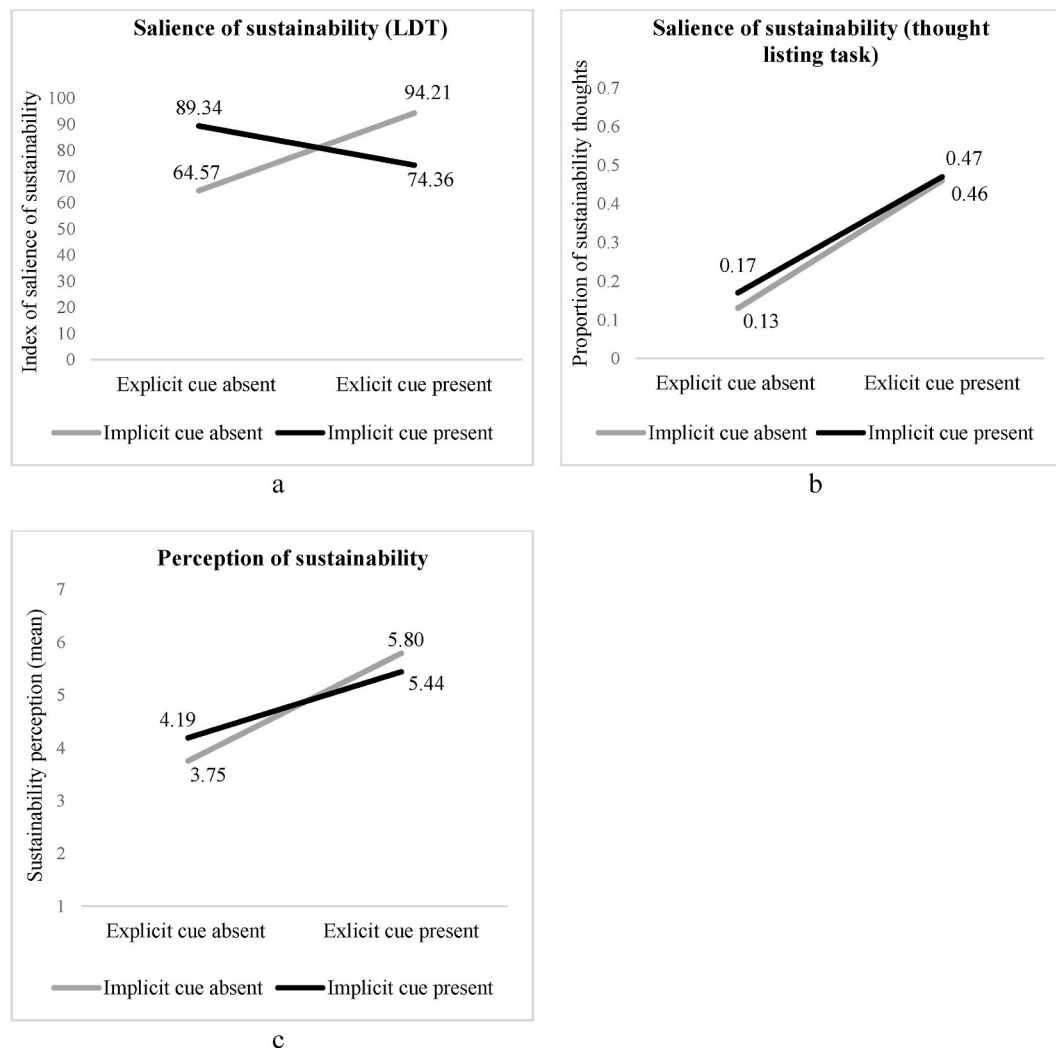 Salience of sustainability (LDT)
Index of salience of sustainability
100
90
80
70
60
50
40
30
20
10
0
89.34
94.21
64.57
74.36
Explicit cue absent
Exlicit cue present
Implicit cue absent
Implicit cue present
a
Salience of sustainability (thought
listing task)
Proportion of sustainability thoughts
0.7
0.6
0.5
0.4
0.3
0.2
0.1
0
0.17
0.47
0.13
0.46
Explicit cue absent
Exlicit cue present
Implicit cue absent
Implicit cue present
b
Perception of sustainability
Sustainability perception (mean)
7
6
5
4
3
2
1
4.19
5.80
3.75
5.44
Explicit cue absent
Exlicit cue present
Implicit cue absent
Implicit cue present
c